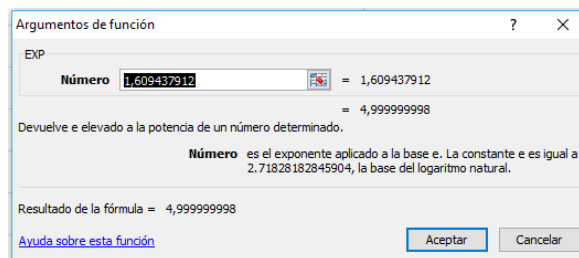 Argumentos de función ? X
EXP
Número 1,609437912 = 1,609437912
= 4,999999998
Devuelve e elevado a la potencia de un número determinado.
Número es el exponente aplicado a la base e. La constante e es igual a
2.71828182845904, la base del logaritmo natural.
Resultado de la fórmula = 4,999999998
Ayuda sobre esta función Aceptar Cancelar